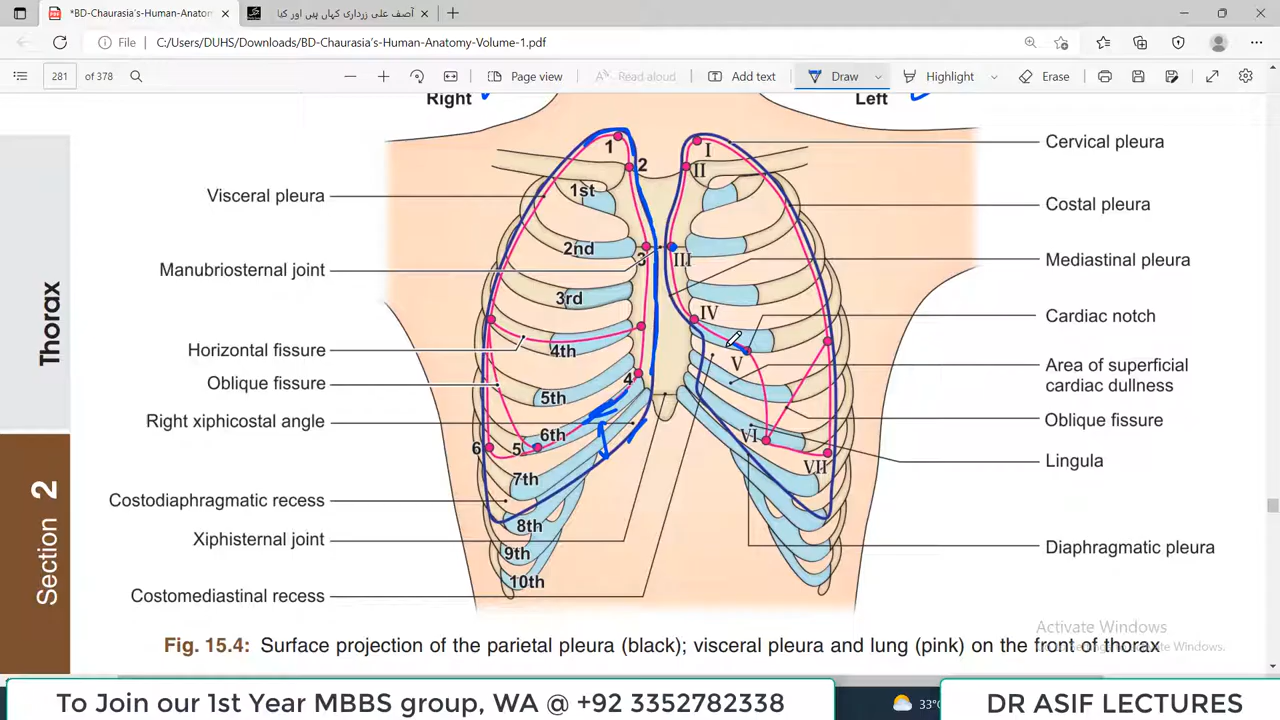 *BD-Chaurasia's-Human-Anatom
آصف علی زرداری کہاں ہیں اور کیا
File
C:/Users/DUHS/Downloads/BD-Chaurasia's-Human-Anatomy-Volume-1.pdf
281 of 378
Page view
Read aloud
Add text
Draw
Highlight
Erase
Right
Left
Thorax
Section 2
Visceral pleura
Manubriosternal joint
Horizontal fissure
Oblique fissure
Right xiphicostal angle
Costodiaphragmatic recess
Xiphisternal joint
Costomediastinal recess
1
2
3
4
5
6
1st
2nd
3rd
4th
5th
6th
7th
8th
9th
10th
I
II
III
IV
V
VI
VII
Cervical pleura
Costal pleura
Mediastinal pleura
Cardiac notch
Area of superficial
cardiac dullness
Oblique fissure
Lingula
Diaphragmatic pleura
Fig. 15.4: Surface projection of the parietal pleura (black); visceral pleura and lung (pink) on the front of thorax
Activate Windows
Windows.
To Join our 1st Year MBBS group, WA @ +92 3352782338
33°
DR ASIF LECTURES